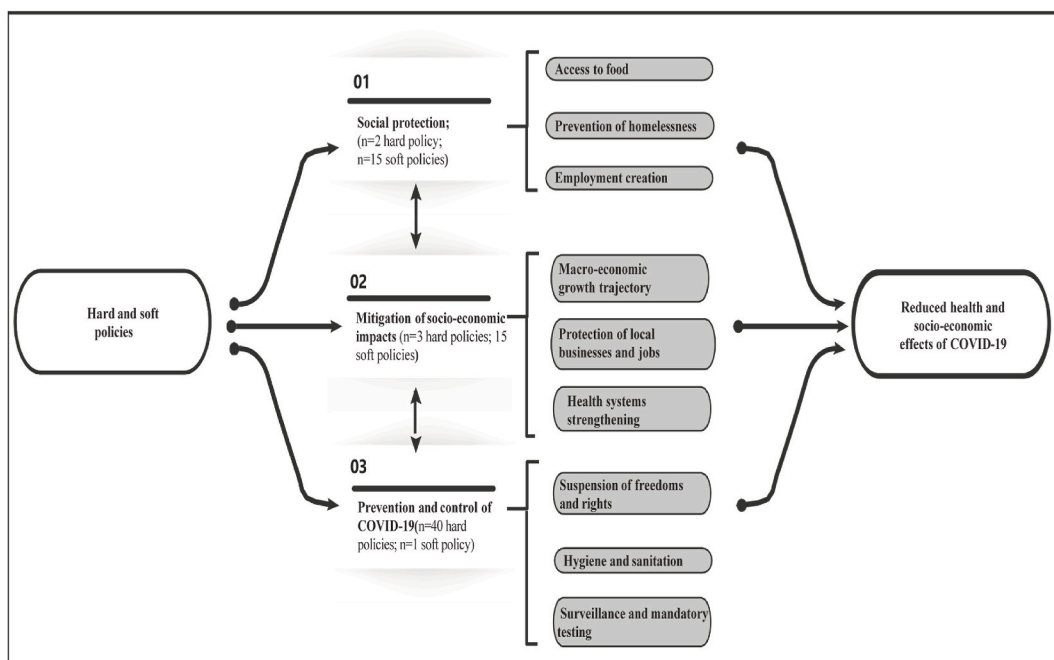 Hard and soft
policies
01
Social protection;
(n=2 hard policy;
n=15 soft policies)
Access to food
Prevention of homelessness
Employment creation
02
Mitigation of socio-economic
impacts (n=3 hard policies; 15
soft policies)
Macro-economic
growth trajectory
Protection of local
businesses and jobs
Health systems
strengthening
03
Prevention and control of
COVID-19(n=40 hard
policies; n=1 soft policy)
Suspension of freedoms
and rights
Hygiene and sanitation
Surveillance and mandatory
testing
Reduced health and
socio-economic
effects of COVID-19